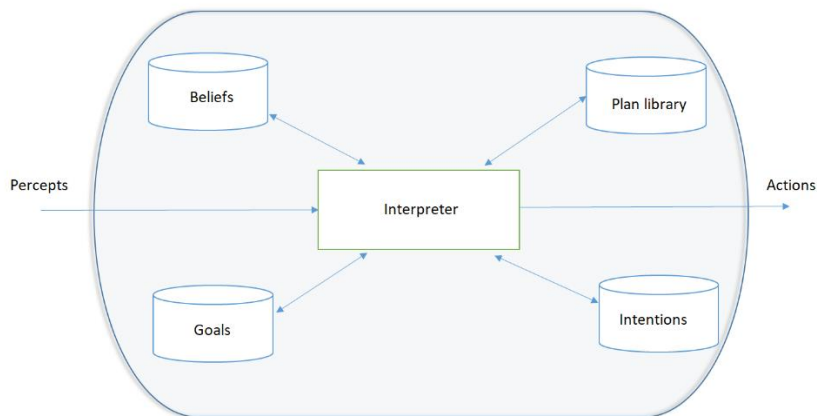 Beliefs
Plan library
Percepts
Actions
Interpreter
Goals
Intentions